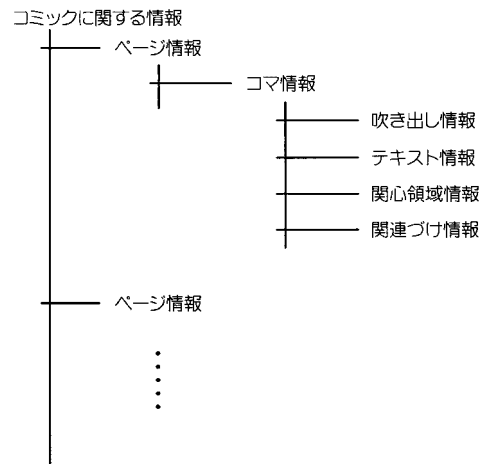 コミックに関する情報
ページ情報
コマ情報
吹き出し情報
テキスト情報
関心領域情報
関連づけ情報
ページ情報